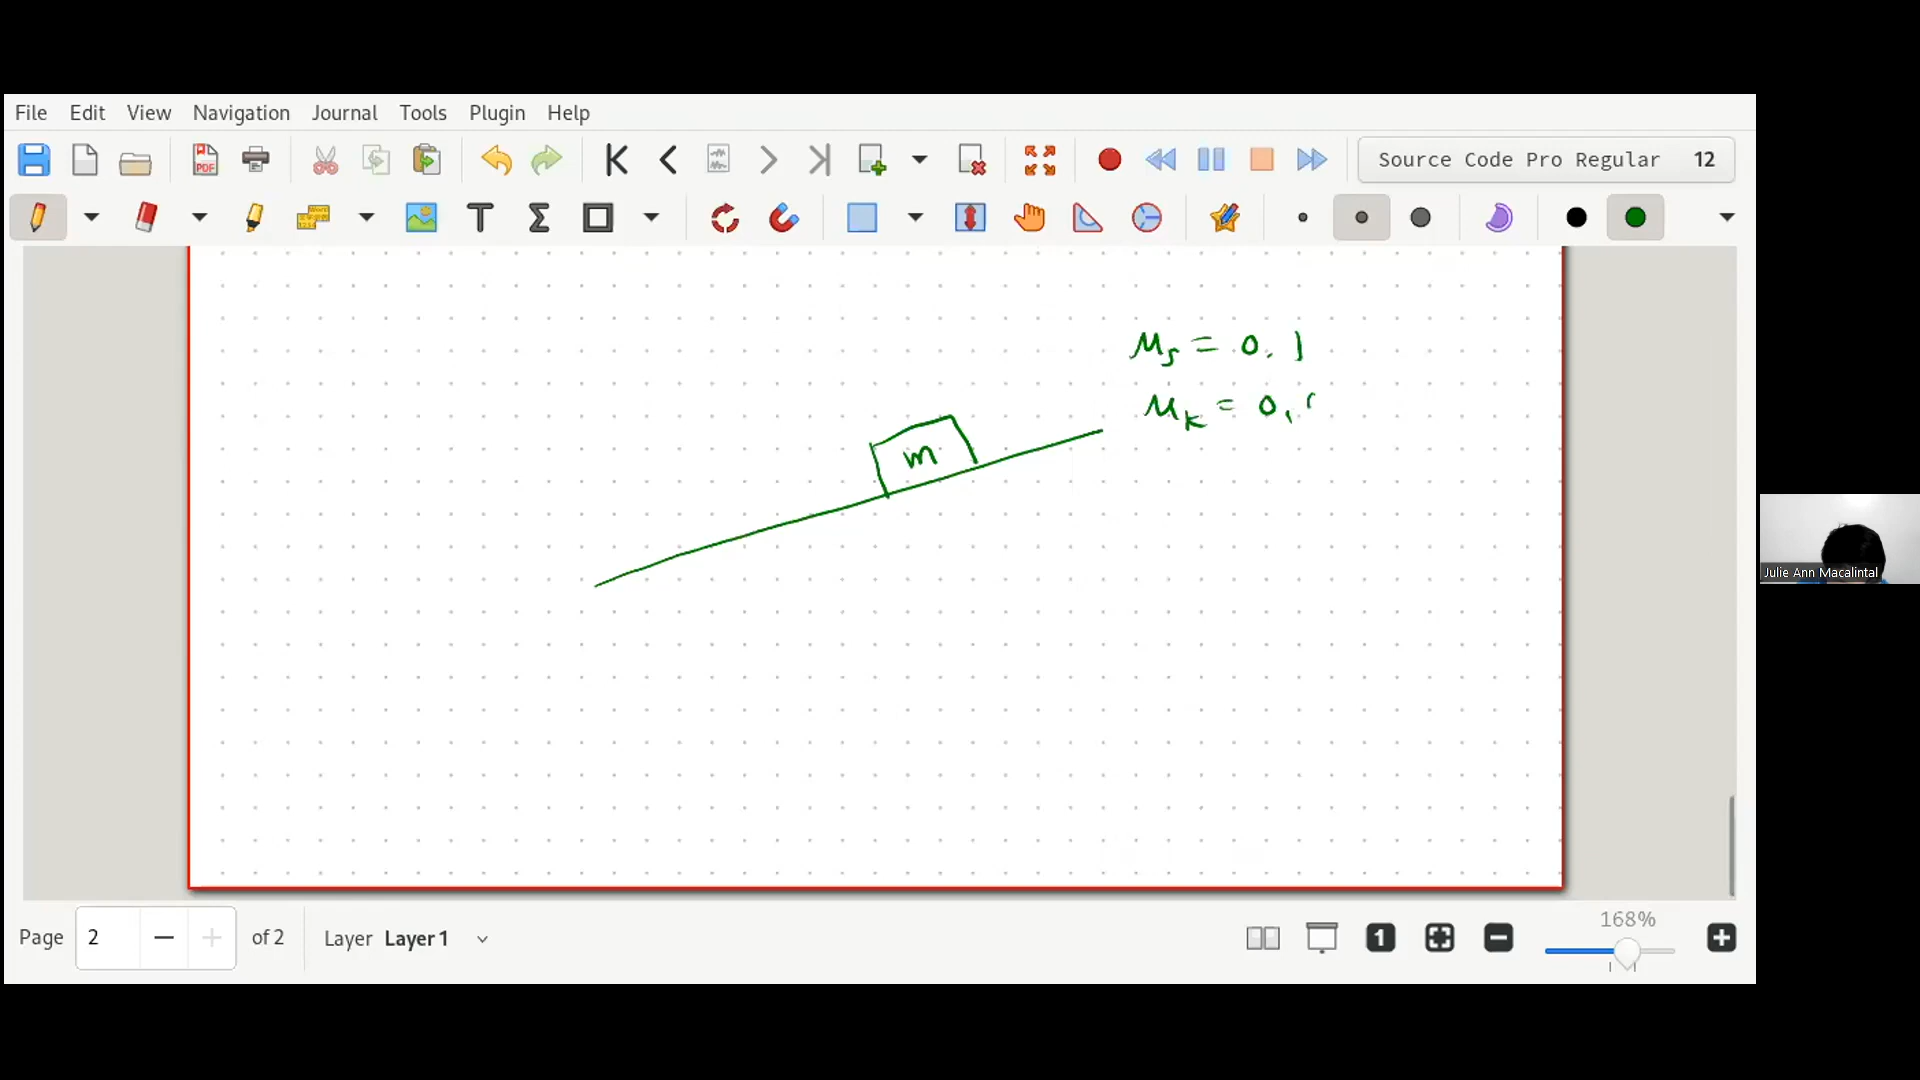 File Edit View Navigation Journal Tools Plugin Help
Source Code Pro Regular 12
μs = 0.1
μk = 0.
m
Julie Ann Macalintal
168%
Page 2 of 2 Layer Layer 1